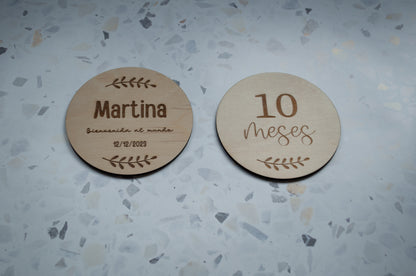 Martina
Bienvenida al mundo
12/12/2023
10
meses